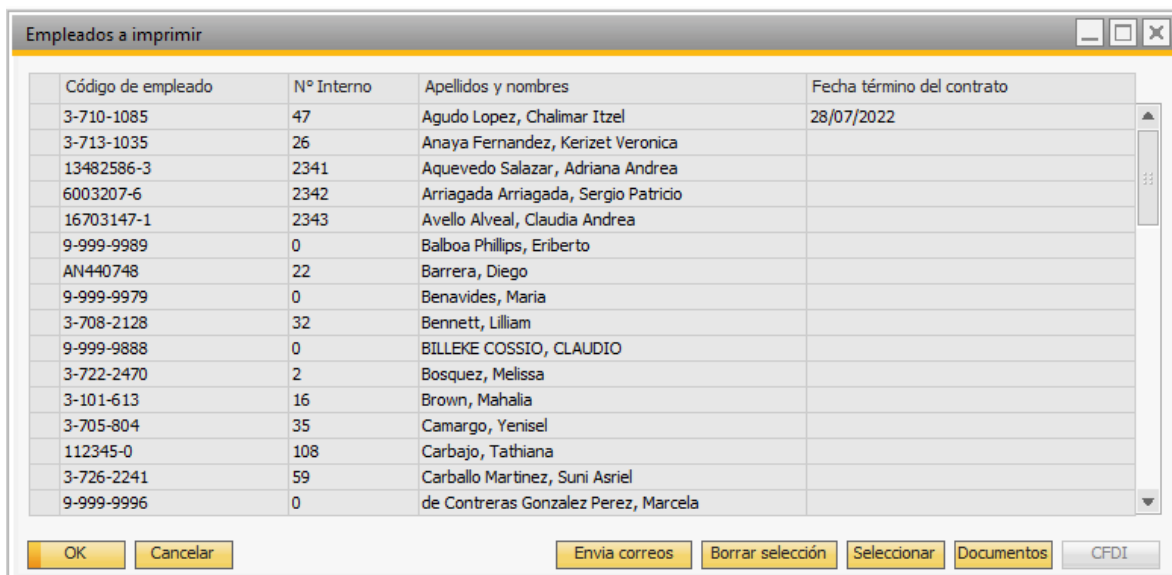 Empleados a imprimir
Código de empleado N° Interno Apellidos y nombres Fecha término del contrato
3-710-1085 47 Agudo Lopez, Chalimar Itzel 28/07/2022
3-713-1035 26 Anaya Fernandez, Kerizet Veronica
13482586-3 2341 Aquevedo Salazar, Adriana Andrea
6003207-6 2342 Arriagada Arriagada, Sergio Patricio
16703147-1 2343 Avello Alveal, Claudia Andrea
9-999-9989 0 Balboa Phillips, Eriberto
AN440748 22 Barrera, Diego
9-999-9979 0 Benavides, Maria
3-708-2128 32 Bennett, Lilliam
9-999-9888 0 BILLEKE COSSIO, CLAUDIO
3-722-2470 2 Bosquez, Melissa
3-101-613 16 Brown, Mahalia
3-705-804 35 Camargo, Yenisel
112345-0 108 Carbajo, Tathiana
3-726-2241 59 Carballo Martinez, Suni Asriel
9-999-9996 0 de Contreras Gonzalez Perez, Marcela
OK Cancelar Envia correos Borrar selección Seleccionar Documentos CFDI